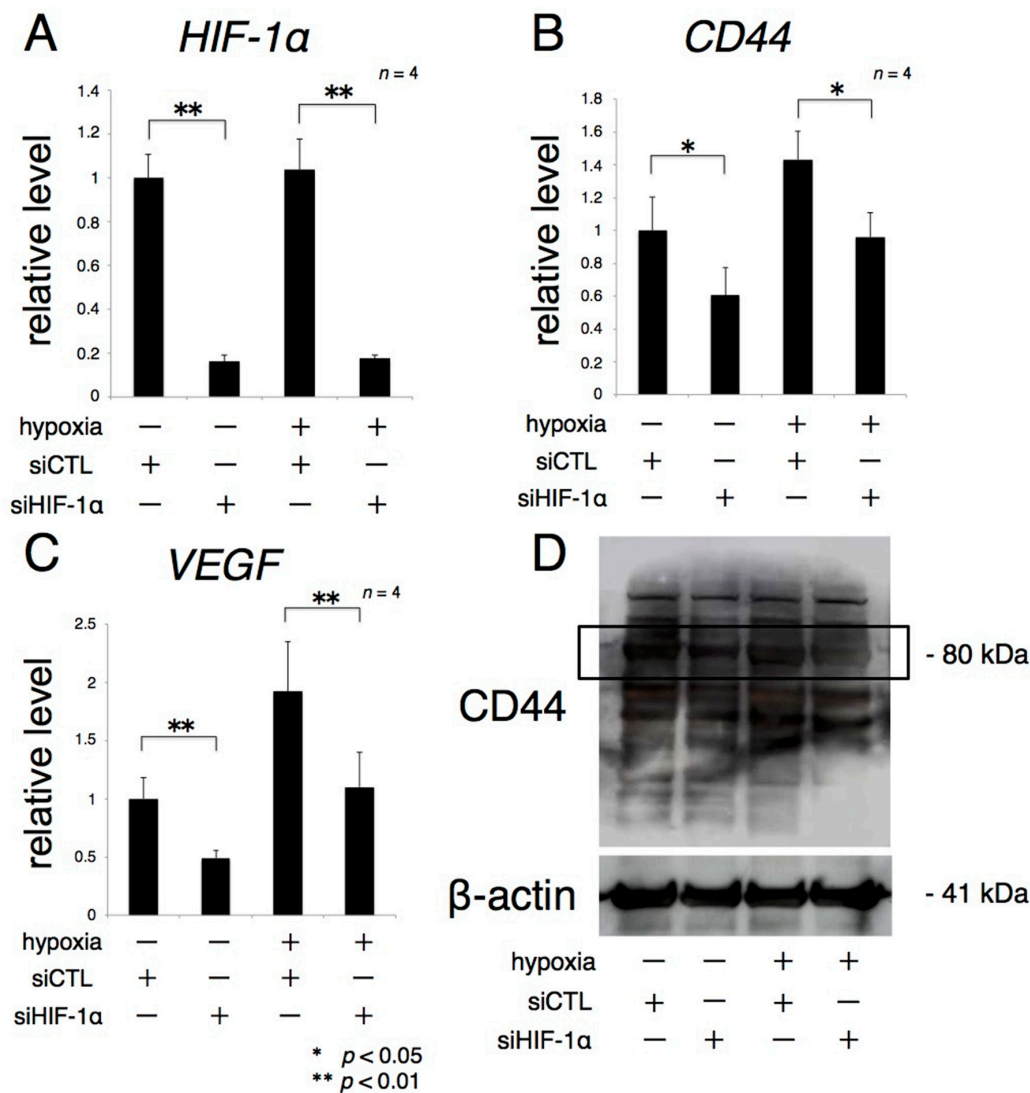 A
HIF-1α
n = 4
relative level
1.4
1.2
1
0.8
0.6
0.4
0.2
0
**
**
hypoxia — — + +
siCTL + — + —
siHIF-1α — + — +
B
CD44
n = 4
relative level
1.8
1.6
1.4
1.2
1
0.8
0.6
0.4
0.2
0
*
*
hypoxia — — + +
siCTL + — + —
siHIF-1α — + — +
C
VEGF
n = 4
relative level
2.5
2
1.5
1
0.5
0
**
**
hypoxia — — + +
siCTL + — + —
siHIF-1α — + — +
* p < 0.05
** p < 0.01
D
CD44
- 80 kDa
β-actin
- 41 kDa
hypoxia — — + +
siCTL + — + —
siHIF-1α — + — +